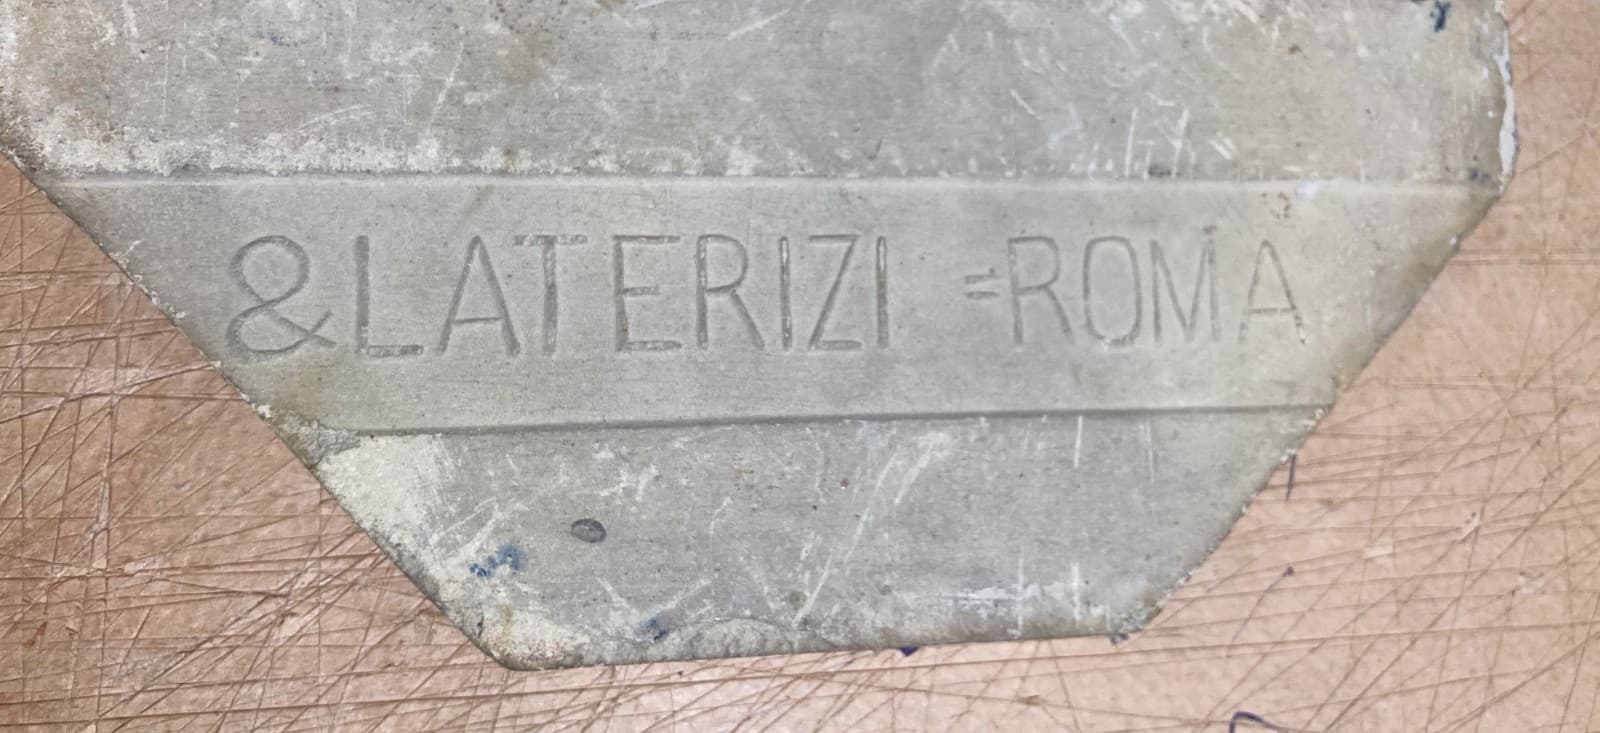 & LATERIZI = ROMA